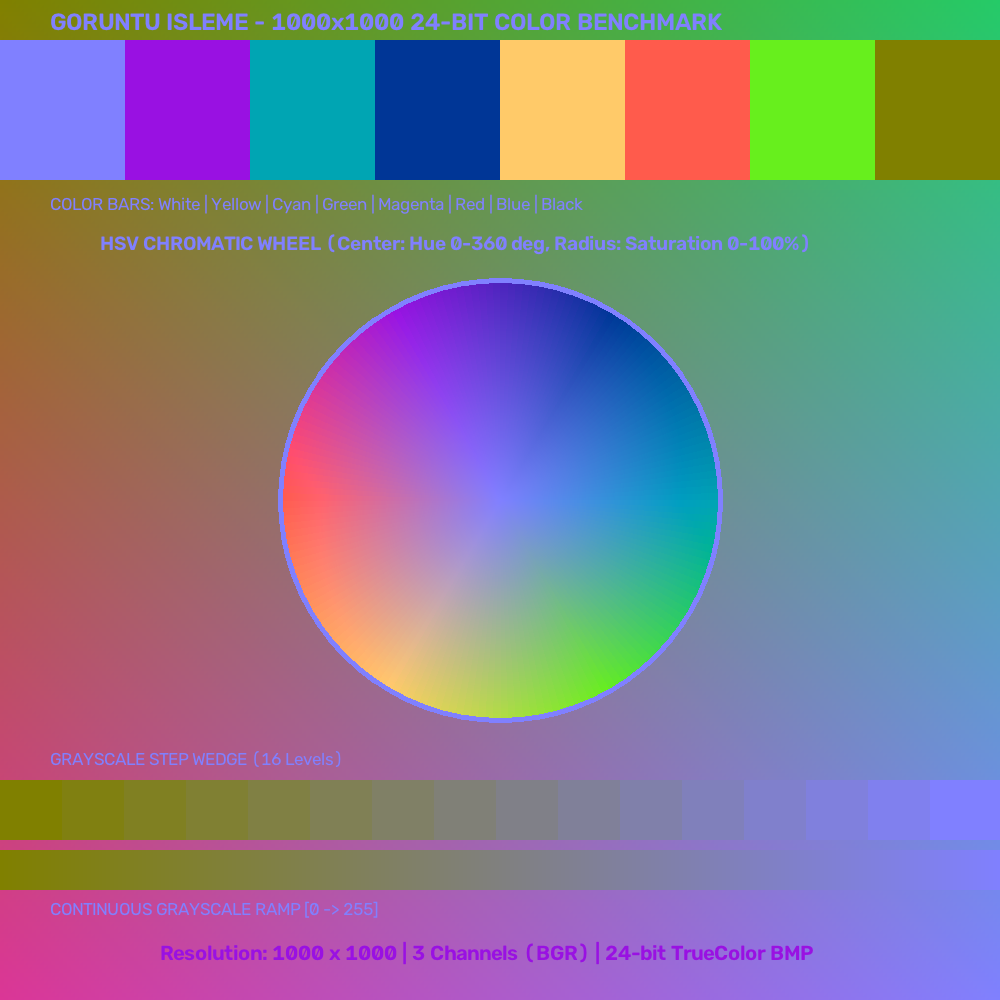 GORUNTU ISLEME - 1000x1000 24-BIT COLOR BENCHMARK
COLOR BARS: White | Yellow | Cyan | Green | Magenta | Red | Blue | Black
HSV CHROMATIC WHEEL (Center: Hue 0-360 deg, Radius: Saturation 0-100%)
GRAYSCALE STEP WEDGE (16 Levels)
CONTINUOUS GRAYSCALE RAMP [0 -> 255]
Resolution: 1000 x 1000 | 3 Channels (BGR) | 24-bit TrueColor BMP